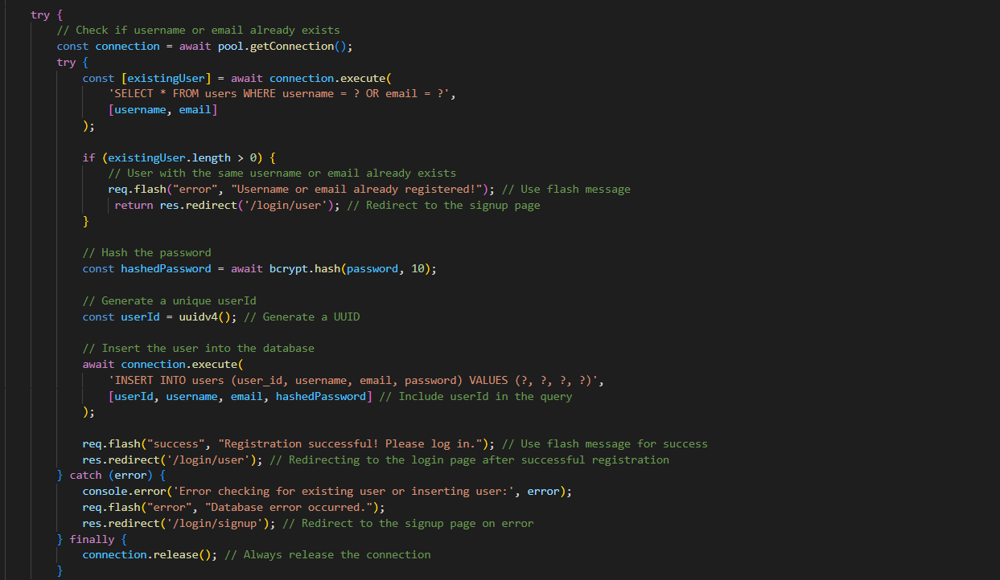 try {
// Check if username or email already exists
const connection = await pool.getConnection();
try {
const [existingUser] = await connection.execute(
'SELECT * FROM users WHERE username = ? OR email = ?',
[username, email]
);
if (existingUser.length > 0) {
// User with the same username or email already exists
req.flash("error", "Username or email already registered!"); // Use flash message
return res.redirect('/login/user'); // Redirect to the signup page
}
// Hash the password
const hashedPassword = await bcrypt.hash(password, 10);
// Generate a unique userId
const userId = uuidv4(); // Generate a UUID
// Insert the user into the database
await connection.execute(
'INSERT INTO users (user_id, username, email, password) VALUES (?, ?, ?, ?)',
[userId, username, email, hashedPassword] // Include userId in the query
);
req.flash("success", "Registration successful! Please log in."); // Use flash message for success
res.redirect('/login/user'); // Redirecting to the login page after successful registration
} catch (error) {
console.error('Error checking for existing user or inserting user:', error);
req.flash("error", "Database error occurred.");
res.redirect('/login/signup'); // Redirect to the signup page on error
} finally {
connection.release(); // Always release the connection
}